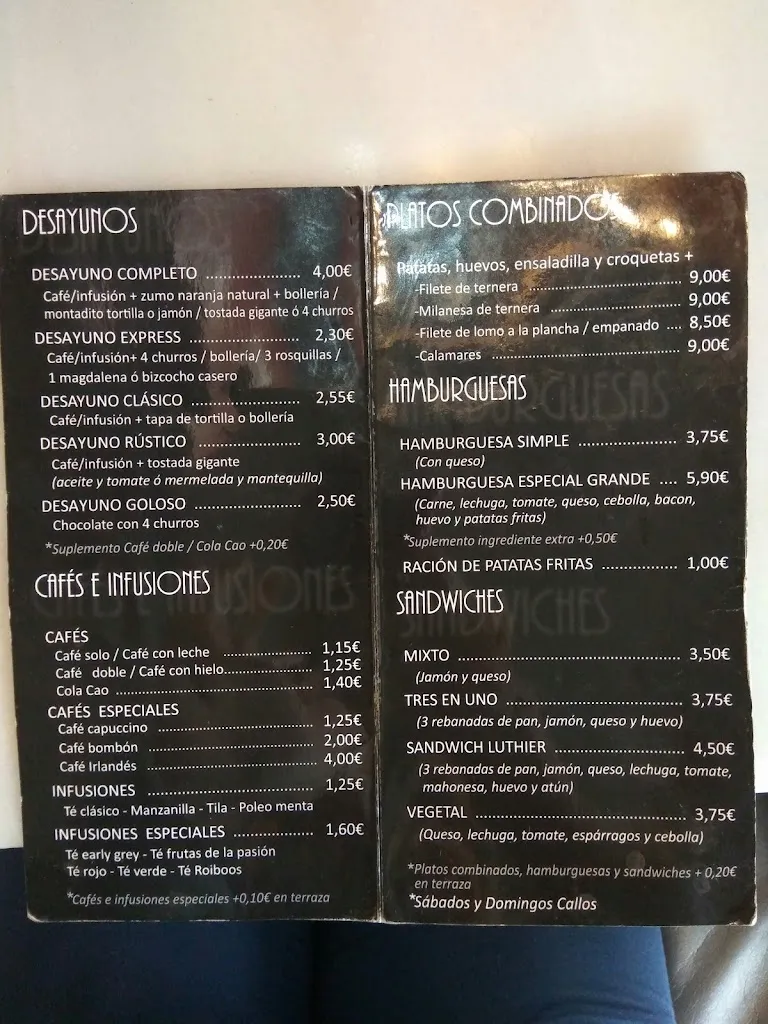 DESAYUNOS
DESAYUNO COMPLETO ..................... 4,00€
Café/infusión + zumo naranja natural + bollería /
montadito tortilla o jamón / tostada gigante ó 4 churros
DESAYUNO EXPRESS ........................ 2,30€
Café/infusión+ 4 churros / bollería/ 3 rosquillas /
1 magdalena ó bizcocho casero
DESAYUNO CLÁSICO ........................ 2,55€
Café/infusión + tapa de tortilla o bollería
DESAYUNO RÚSTICO ....................... 3,00€
Café/infusión + tostada gigante
(aceite y tomate ó mermelada y mantequilla)
DESAYUNO GOLOSO ........................ 2,50€
Chocolate con 4 churros
*Suplemento Café doble / Cola Cao +0,20€
CAFÉS E INFUSIONES
CAFÉS
Café solo / Café con leche ........................ 1,15€
Café doble / Café con hielo........................ 1,25€
Cola Cao ...................................................... 1,40€
CAFÉS ESPECIALES
Café capuccino ........................................... 1,25€
Café bombón ............................................. 2,00€
Café Irlandés ............................................. 4,00€
INFUSIONES ...................................... 1,25€
Té clásico - Manzanilla - Tila - Poleo menta
INFUSIONES ESPECIALES .................. 1,60€
Té early grey - Té frutas de la pasión
Té rojo - Té verde - Té Roiboos
*Cafés e infusiones especiales +0,10€ en terraza
PLATOS COMBINADOS
Patatas, huevos, ensaladilla y croquetas +
-Filete de ternera ............................................ 9,00€
-Milanesa de ternera ....................................... 9,00€
-Filete de lomo a la plancha / empanado .... 8,50€
-Calamares .................................................... 9,00€
HAMBURGUESAS
HAMBURGUESA SIMPLE ...................... 3,75€
(Con queso)
HAMBURGUESA ESPECIAL GRANDE .... 5,90€
(Carne, lechuga, tomate, queso, cebolla, bacon,
huevo y patatas fritas)
*Suplemento ingrediente extra +0,50€
RACIÓN DE PATATAS FRITAS ................. 1,00€
SANDWICHES
MIXTO .................................................. 3,50€
(Jamón y queso)
TRES EN UNO ........................................ 3,75€
(3 rebanadas de pan, jamón, queso y huevo)
SANDWICH LUTHIER ............................. 4,50€
(3 rebanadas de pan, jamón, queso, lechuga, tomate,
mahonesa, huevo y atún)
VEGETAL ............................................... 3,75€
(Queso, lechuga, tomate, espárragos y cebolla)
*Platos combinados, hamburguesas y sandwiches + 0,20€
en terraza
*Sábados y Domingos Callos